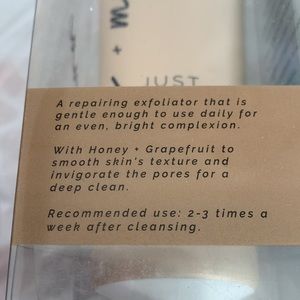 + m
JUST
A repairing exfoliator that is
gentle enough to use daily for
an even, bright complexion.
With Honey + Grapefruit to
smooth skin's texture and
invigorate the pores for a
deep clean.
Recommended use: 2-3 times a
week after cleansing.